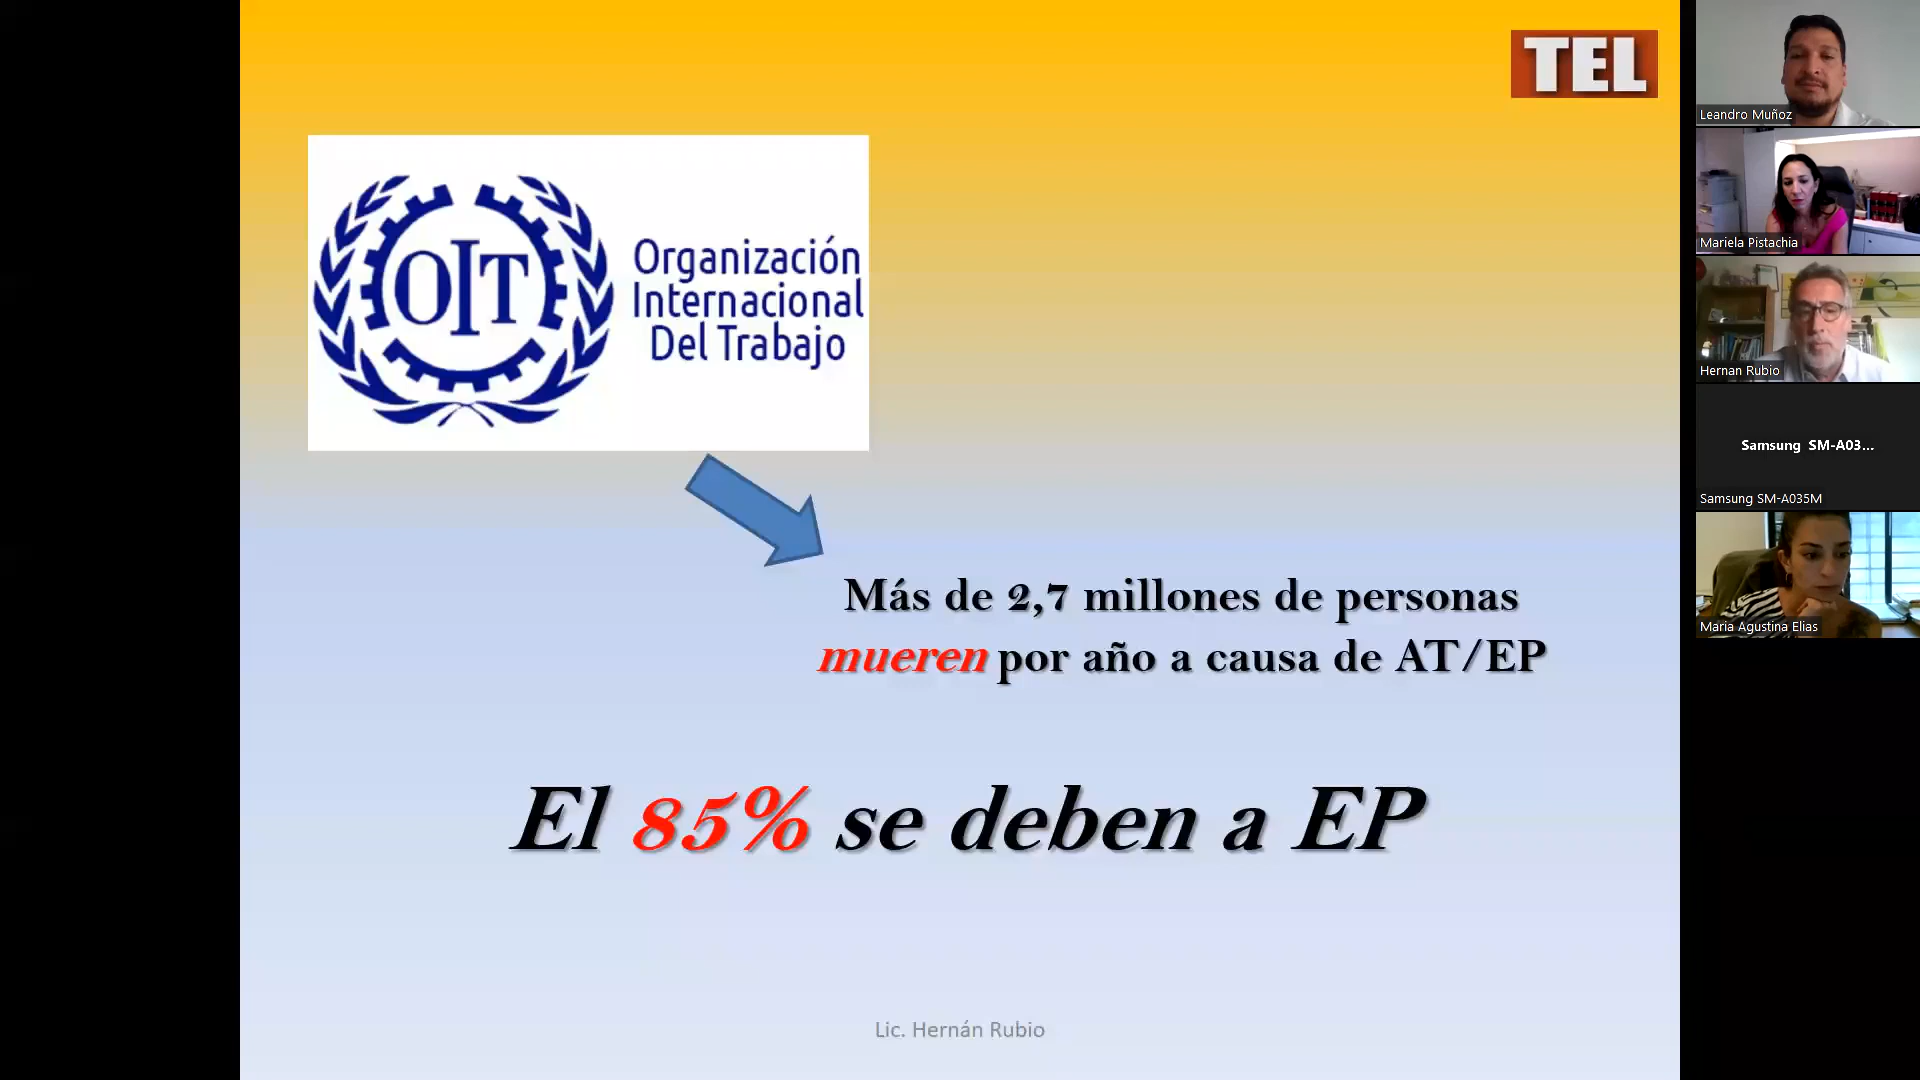 TEL
OIT
Organización
Internacional
Del Trabajo
Más de 2,7 millones de personas
mueren por año a causa de AT/EP
El 85% se deben a EP
Lic. Hernán Rubio
Leandro Muñoz
Mariela Pistachia
Hernan Rubio
Samsung SM-A03...
Samsung SM-A035M
Maria Agustina Elias